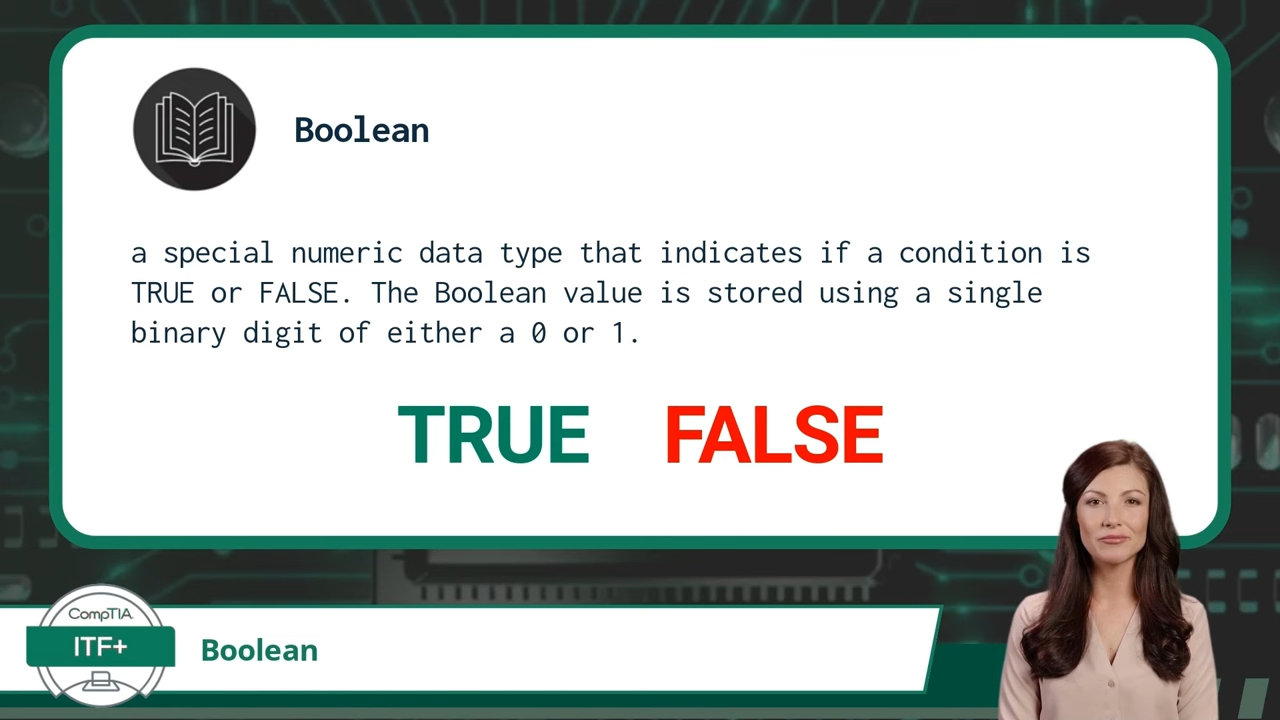 Boolean
a special numeric data type that indicates if a condition is
TRUE or FALSE. The Boolean value is stored using a single
binary digit of either a 0 or 1.
TRUE FALSE
CompTIA.
ITF+
Boolean